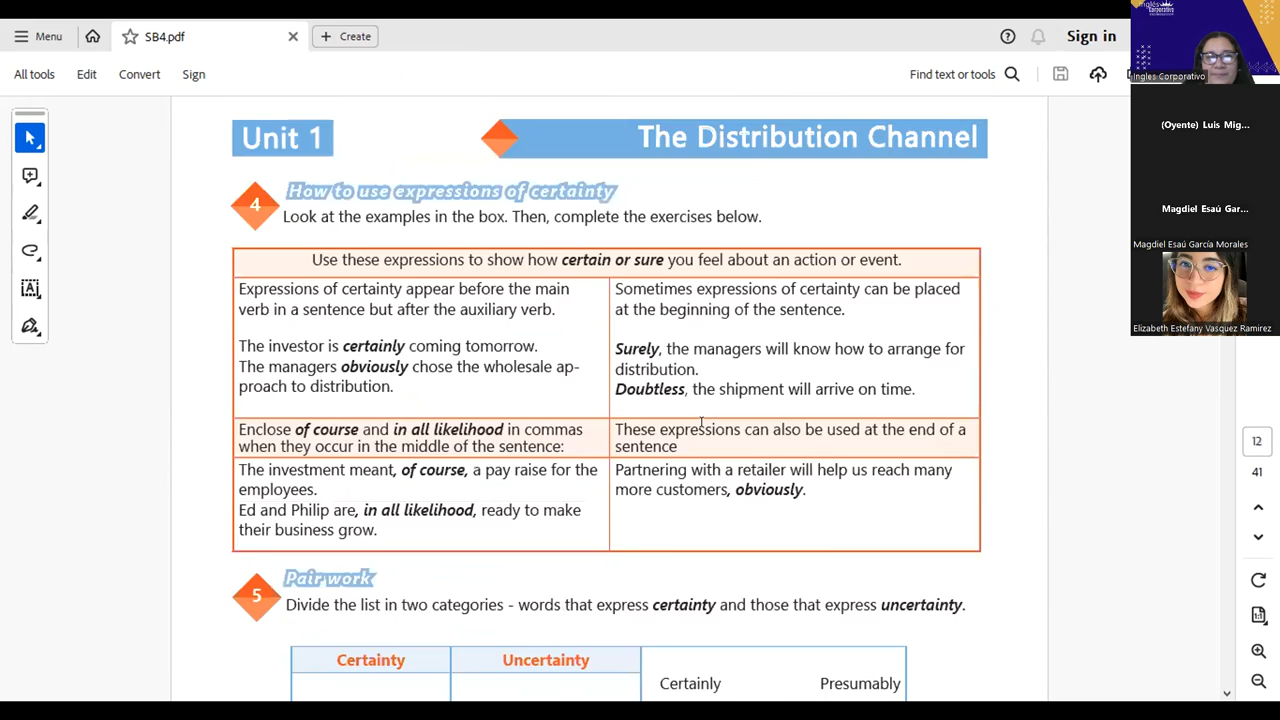 Menu
SB4.pdf
Create
Sign in
All tools
Edit
Convert
Sign
Find text or tools
Unit 1
The Distribution Channel
4
How to use expressions of certainty
Look at the examples in the box. Then, complete the exercises below.
Use these expressions to show how certain or sure you feel about an action or event.
Expressions of certainty appear before the main
verb in a sentence but after the auxiliary verb.
The investor is certainly coming tomorrow.
The managers obviously chose the wholesale ap-
proach to distribution.
Sometimes expressions of certainty can be placed
at the beginning of the sentence.
Surely, the managers will know how to arrange for
distribution.
Doubtless, the shipment will arrive on time.
Enclose of course and in all likelihood in commas
when they occur in the middle of the sentence:
These expressions can also be used at the end of a
sentence
The investment meant, of course, a pay raise for the
employees.
Ed and Philip are, in all likelihood, ready to make
their business grow.
Partnering with a retailer will help us reach many
more customers, obviously.
5
Pair work
Divide the list in two categories - words that express certainty and those that express uncertainty.
Certainty
Uncertainty
Certainly
Presumably
12
41
Corporativo
Ingles Corporativo
(Oyente) Luis Mig...
Magdiel Esaú Gar...
Magdiel Esaú García Morales
Elizabeth Estefany Vasquez Ramirez